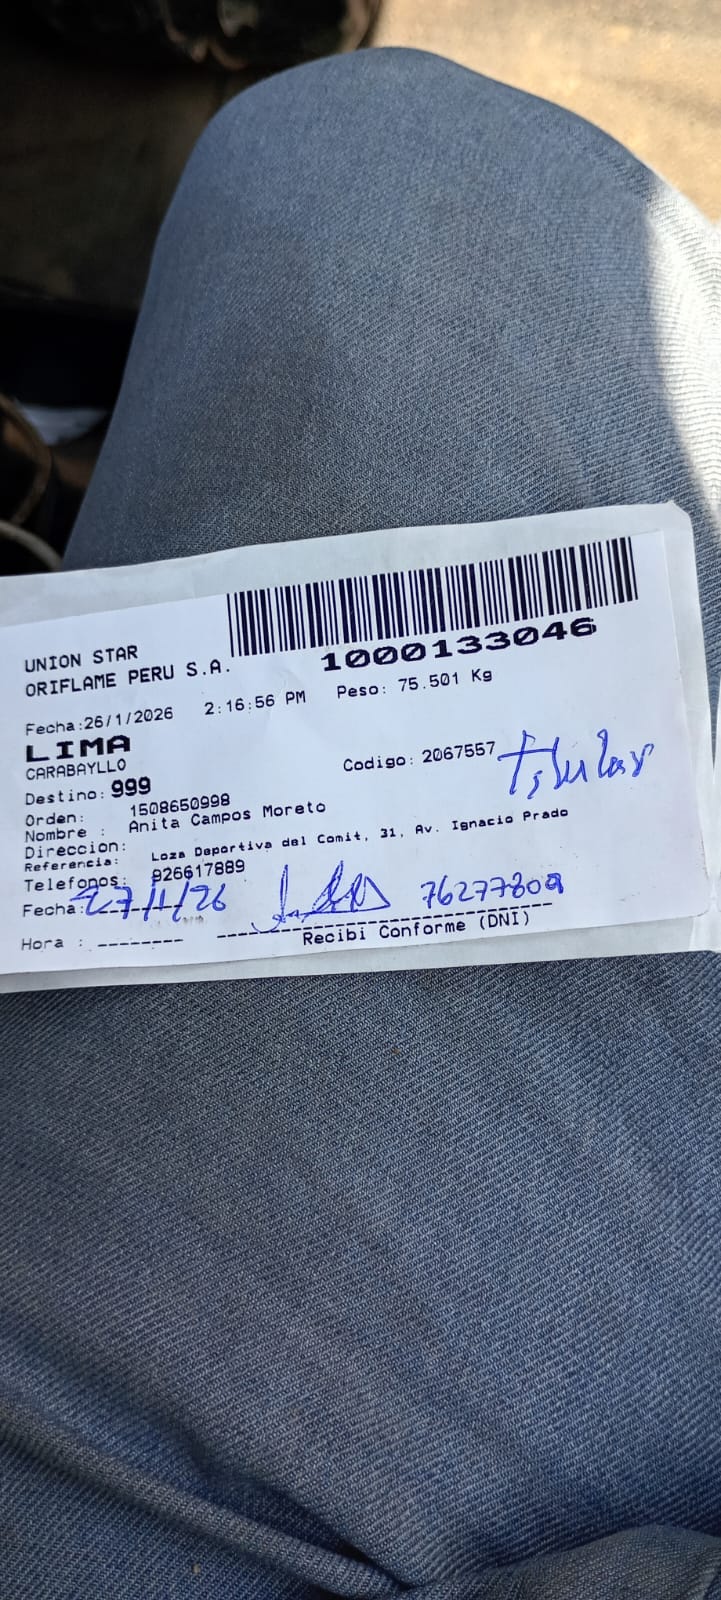 UNION STAR
ORIFLAME PERU S.A.
1000133046
Fecha:26/1/2026 2:16:56 PM Peso: 75.501 Kg
LIMA
CARABAYLLO
Codigo: 2067557 titular
Destino: 999
Orden: 1508650998
Nombre : Anita Campos Moreto
Direccion:
Referencia: Loza Deportiva del Comit, 31, Av. Ignacio Prado
Telefonos: 926617889
Fecha: 27/1/26 76277809
Hora : --------
Recibi Conforme (DNI)